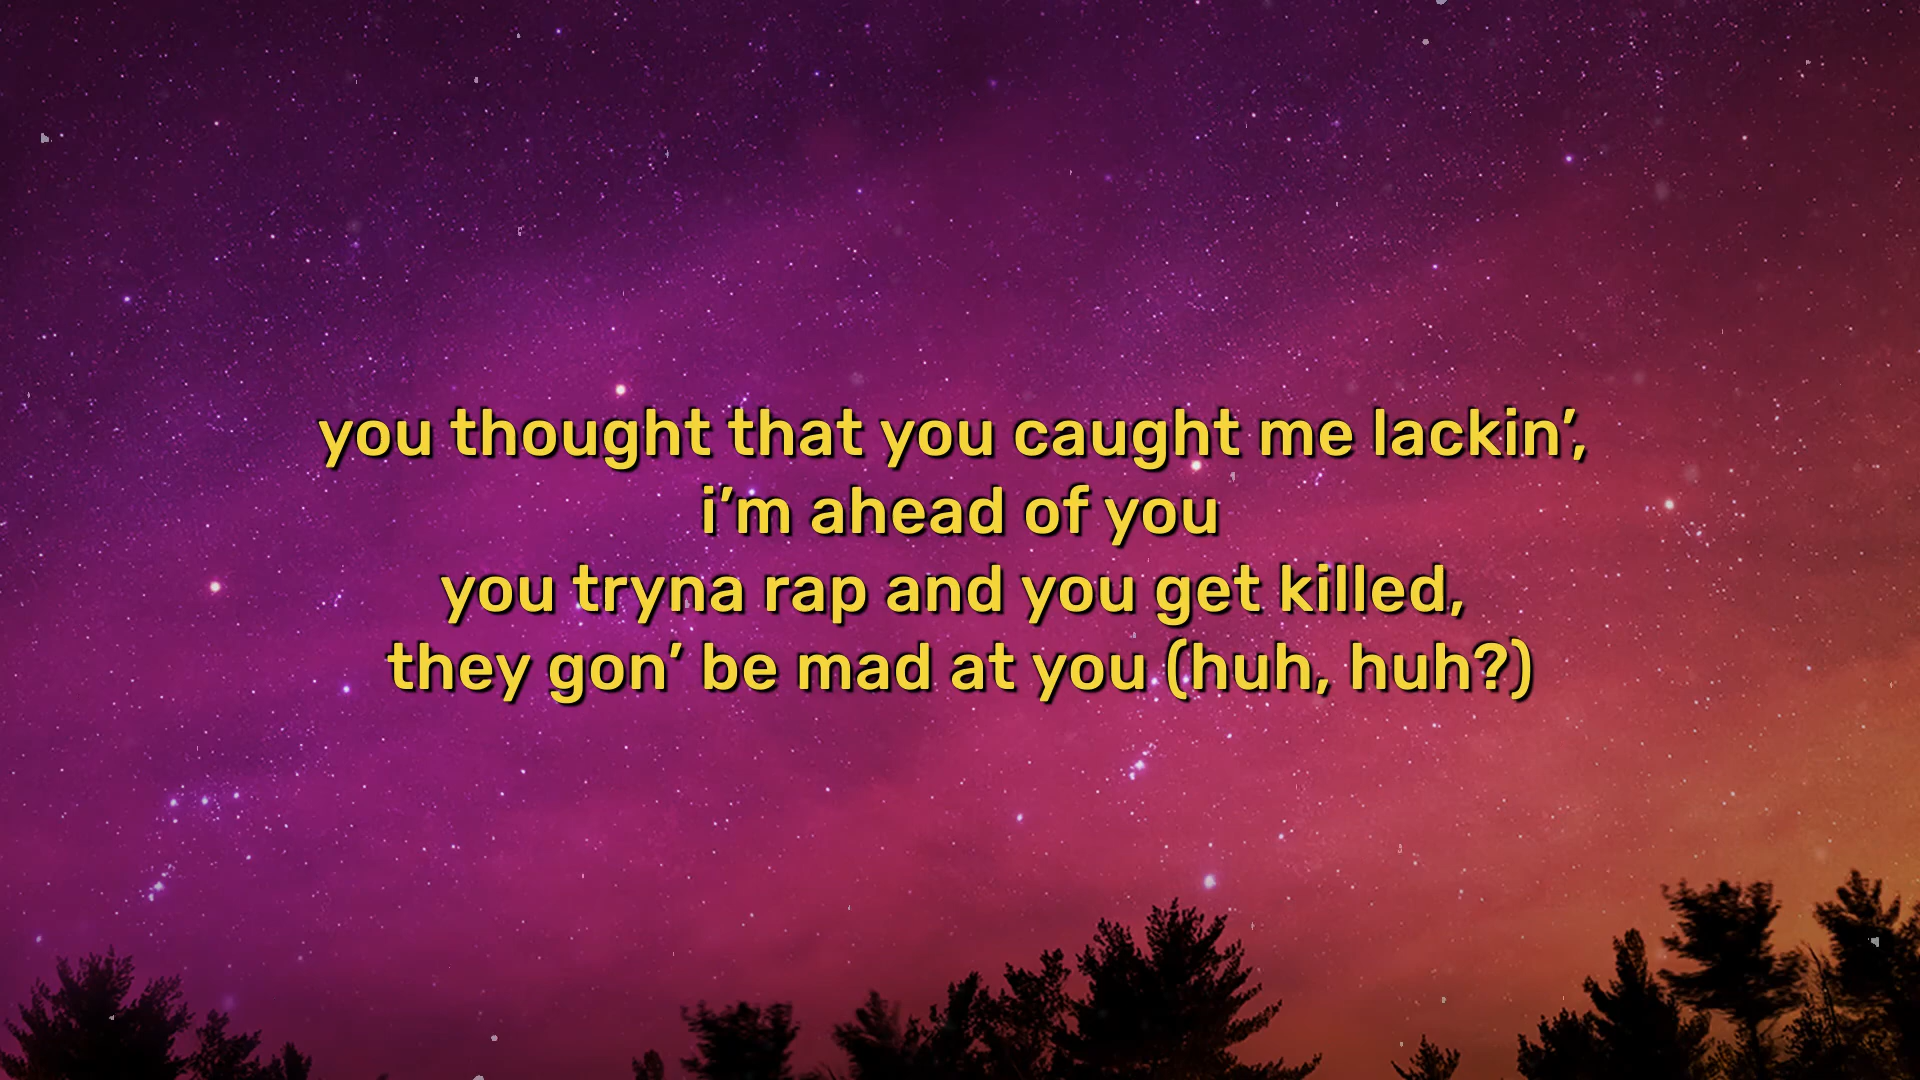 you thought that you caught me lackin’,
i’m ahead of you
you tryna rap and you get killed,
they gon’ be mad at you (huh, huh?)